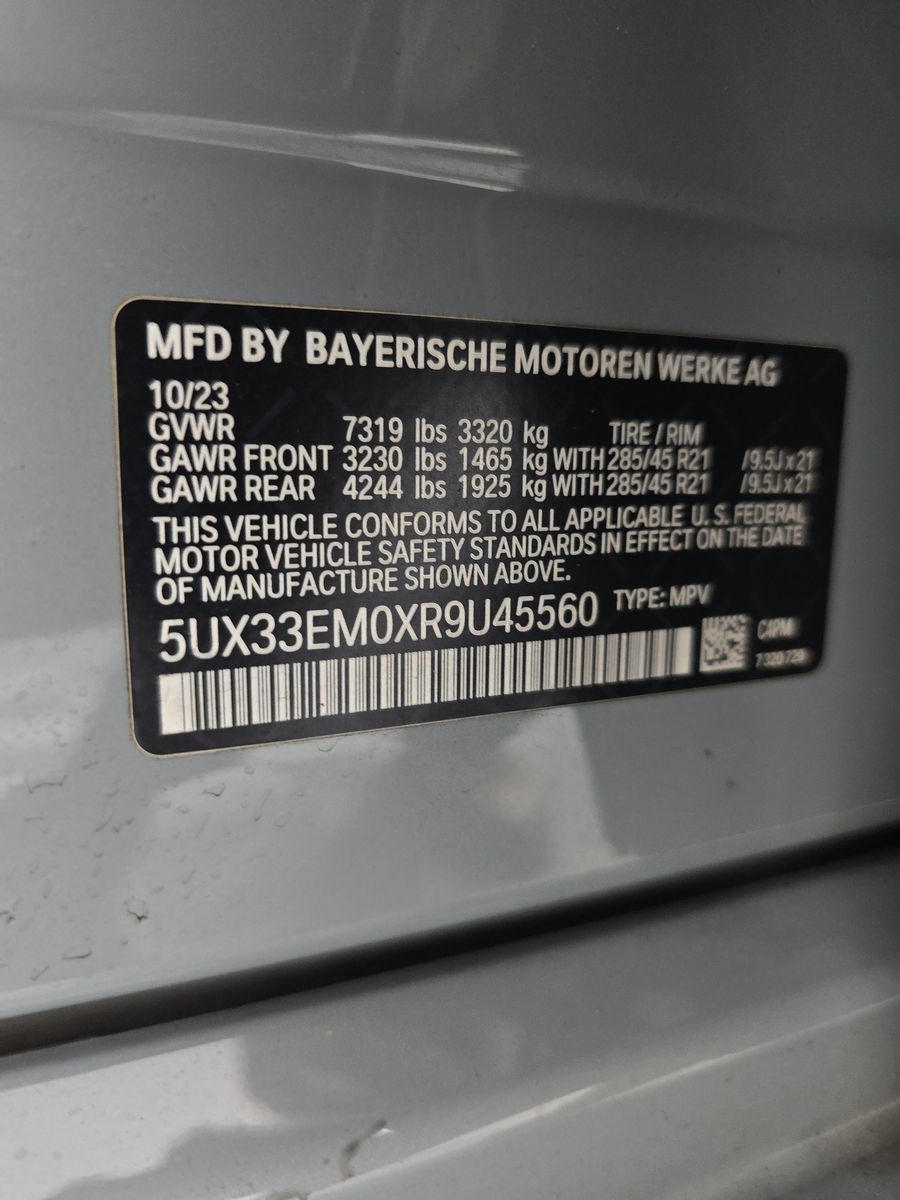 MFD BY BAYERISCHE MOTOREN WERKE AG
10/23
GVWR 7319 lbs 3320 kg TIRE / RIM
GAWR FRONT 3230 lbs 1465 kg WITH 285/45 R21 /9.5J x 21
GAWR REAR 4244 lbs 1925 kg WITH 285/45 R21 /9.5J x 21
THIS VEHICLE CONFORMS TO ALL APPLICABLE U. S. FEDERAL
MOTOR VEHICLE SAFETY STANDARDS IN EFFECT ON THE DATE
OF MANUFACTURE SHOWN ABOVE.
5UX33EM0XR9U45560 TYPE: MPV